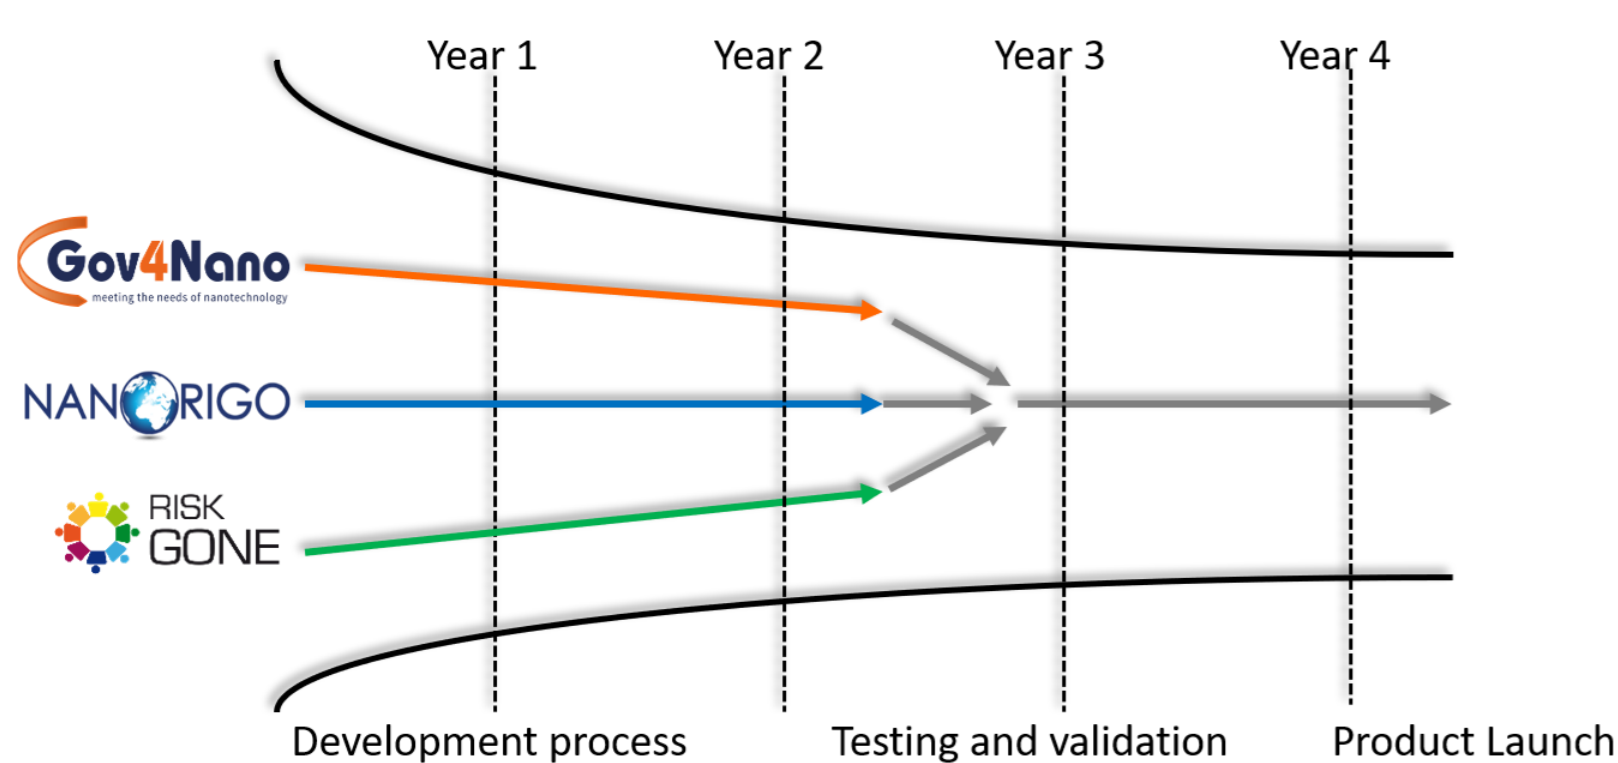 Year 1 Year 2 Year 3 Year 4
Gov4Nano
meeting the needs of nanotechnology
NANORIGO
RISK
GONE
Development process Testing and validation Product Launch